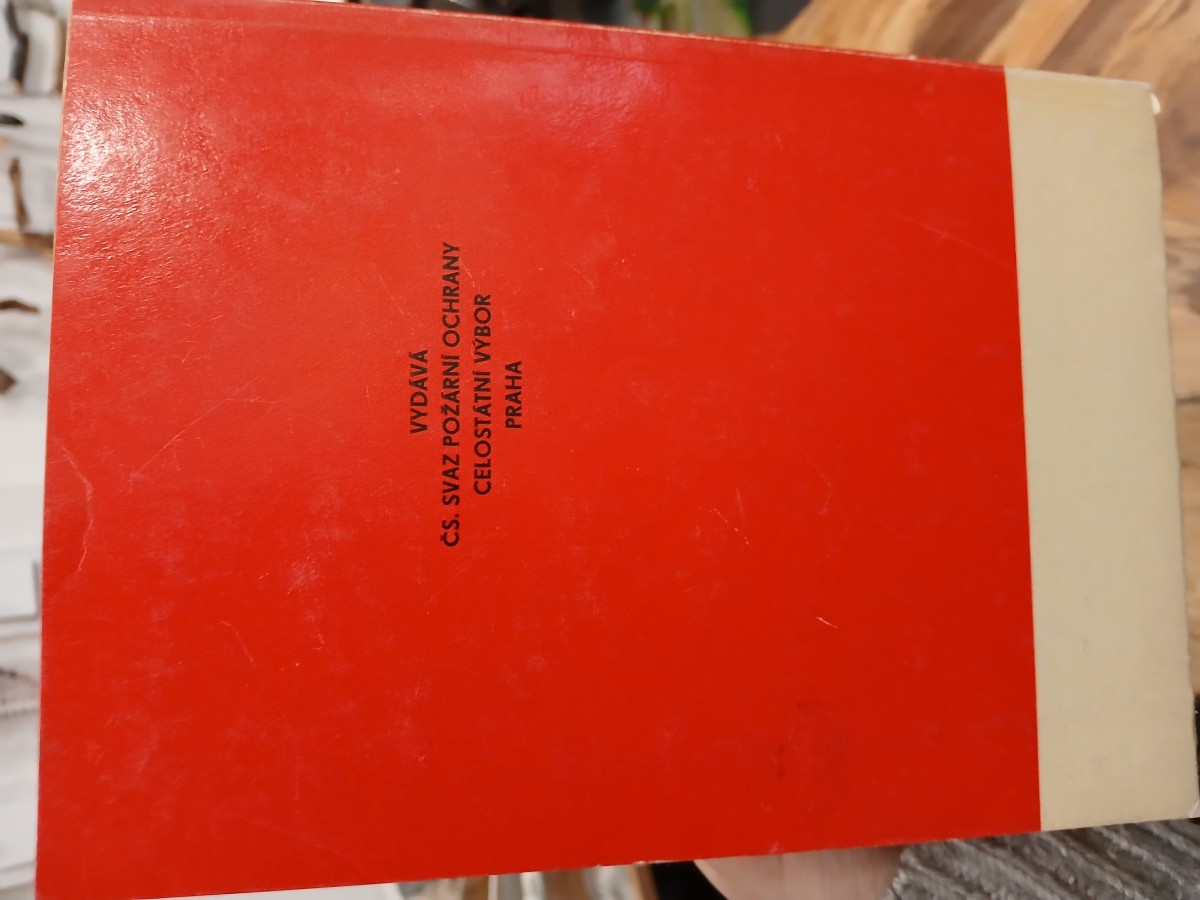 VYDÁVÁ
ČS. SVAZ POŽÁRNÍ OCHRANY
CELOSTÁTNÍ VÝBOR
PRAHA